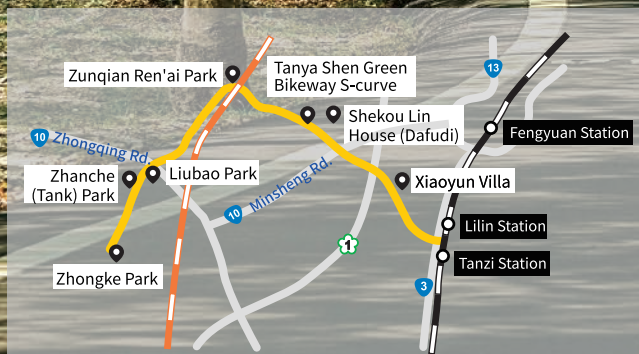 Zunqian Ren'ai Park
Tanya Shen Green
Bikeway S-curve
13
Shekou Lin
House (Dafudi)
Fengyuan Station
10
Zhongqing Rd.
Zhanche
(Tank) Park
Liubao Park
10
Minsheng Rd.
Xiaoyun Villa
Lilin Station
1
Tanzi Station
Zhongke Park
3